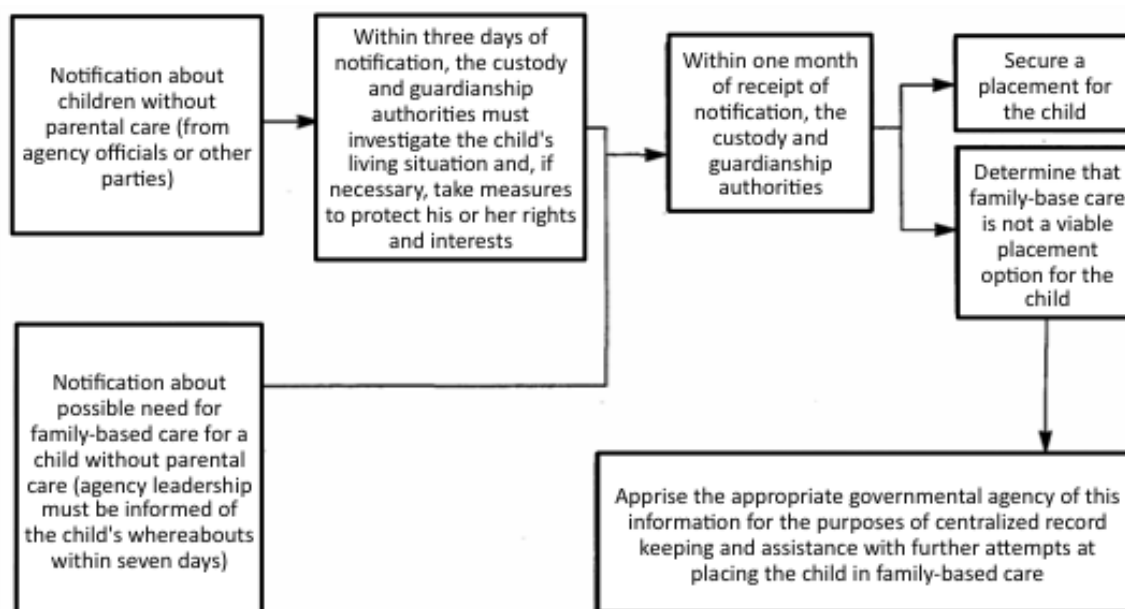 Notification about
children without
parental care (from
agency officials or other
parties)
Within three days of
notification, the custody
and guardianship
authorities must
investigate the child's
living situation and, if
necessary, take measures
to protect his or her rights
and interests
Within one month
of receipt of
notification, the
custody and
guardianship
authorities
Secure a
placement for
the child
Determine that
family-base care
is not a viable
placement
option for the
child
Notification about
possible need for
family-based care for a
child without parental
care (agency leadership
must be informed of
the child's whereabouts
within seven days)
Apprise the appropriate governmental agency of this
information for the purposes of centralized record
keeping and assistance with further attempts at
placing the child in family-based care